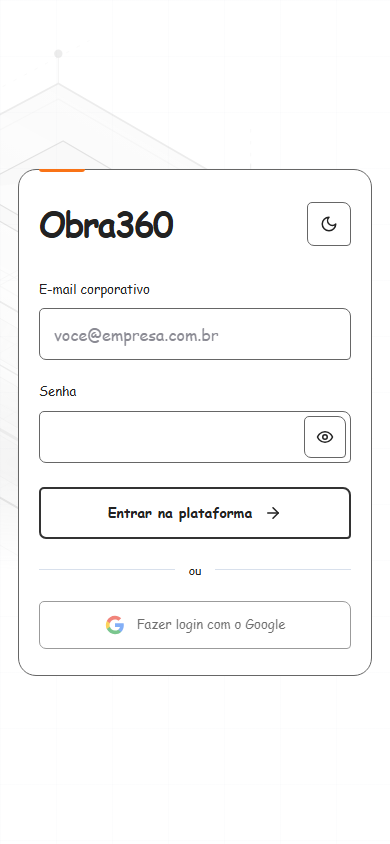 Obra360
E-mail corporativo
voce@empresa.com.br
Senha
Entrar na plataforma
ou
Fazer login com o Google